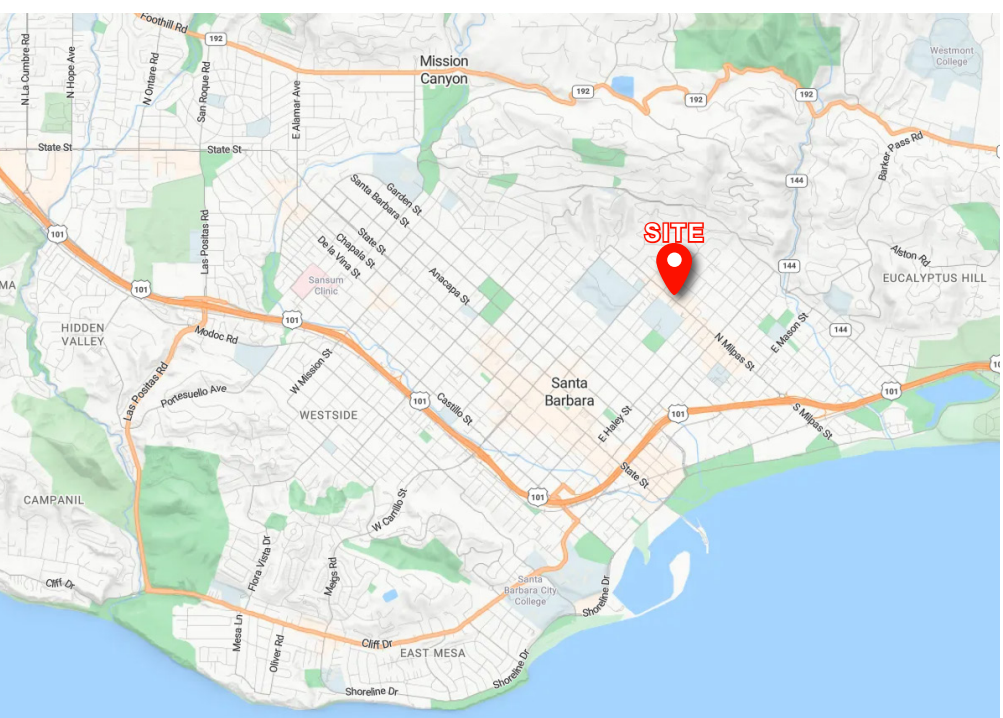 Foothill Rd
192
N La Cumbre Rd
N Hope Ave
N Ontare Rd
San Roque Rd
E Alamar Ave
Mission
Canyon
192
192
192
Westmont
College
Barker Pass Rd
State St
State St
144
Garden St
Santa Barbara St
State St
Chapala St
De la Vina St
Anacapa St
Las Positas Rd
101
SITE
Alston Rd
EUCALYPTUS HILL
144
MA
101
Sansum
Clinic
101
HIDDEN
VALLEY
Modoc Rd
144
E Mason St
N Milpas St
W Mission St
Las Positas Rd
Portesuello Ave
Santa
Barbara
101
Castillo St
WESTSIDE
101
10
S Milpas St
E Haley St
101
State St
CAMPANIL
101
W Carrillo St
Flora Vista Dr
Meigs Rd
Cliff Dr
Santa
Barbara City
College
Shoreline Dr
Mesa Ln
Oliver Rd
Cliff Dr
EAST MESA
Shoreline Dr
Shoreline Dr